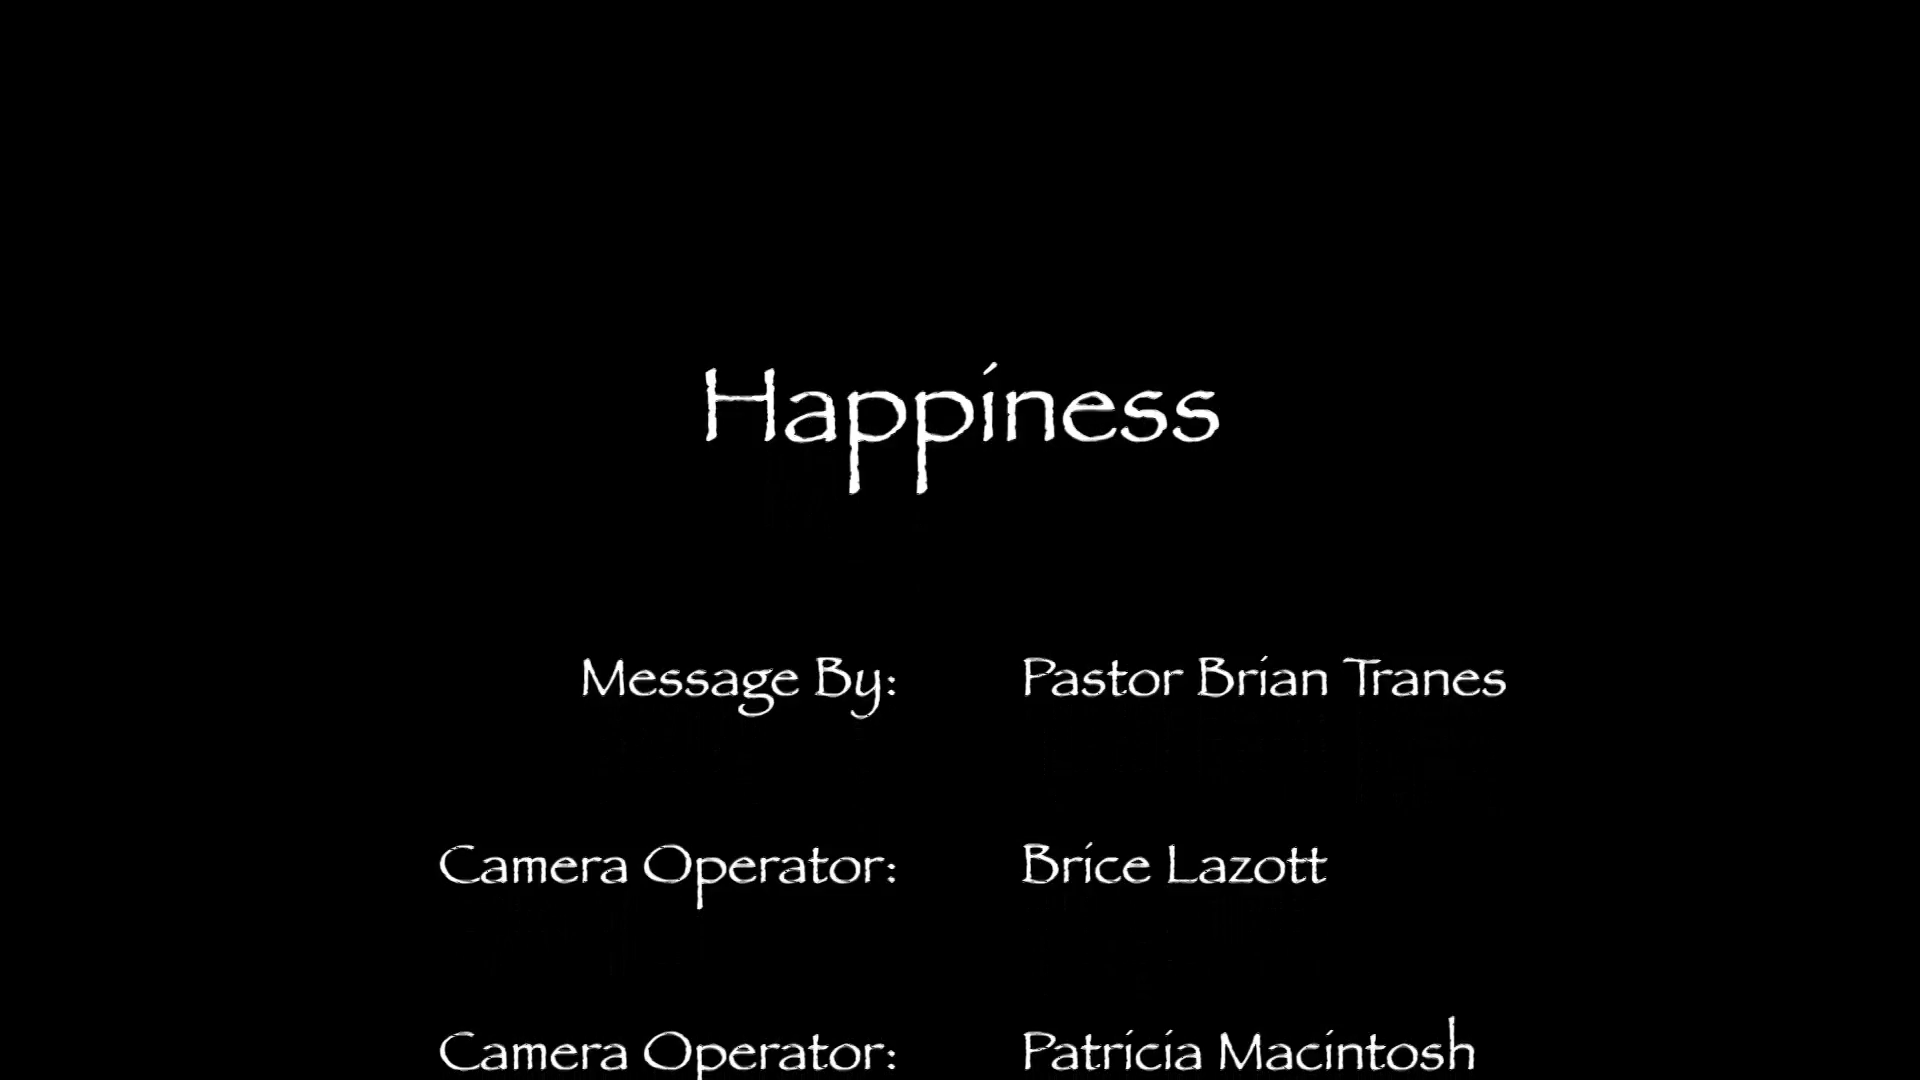 Happiness
Message By: Pastor Brian Tranes
Camera Operator: Brice Lazott
Camera Operator: Patricia Macintosh